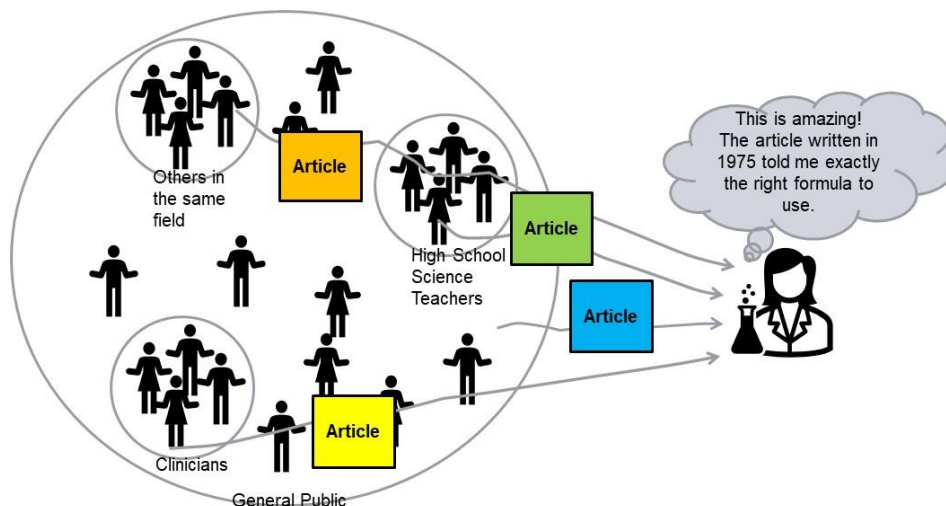 This is amazing!
The article written in
1975 told me exactly
the right formula to
use.
Article
Others in
the same
field
Article
High School
Science
Teachers
Article
Article
Clinicians
General Public